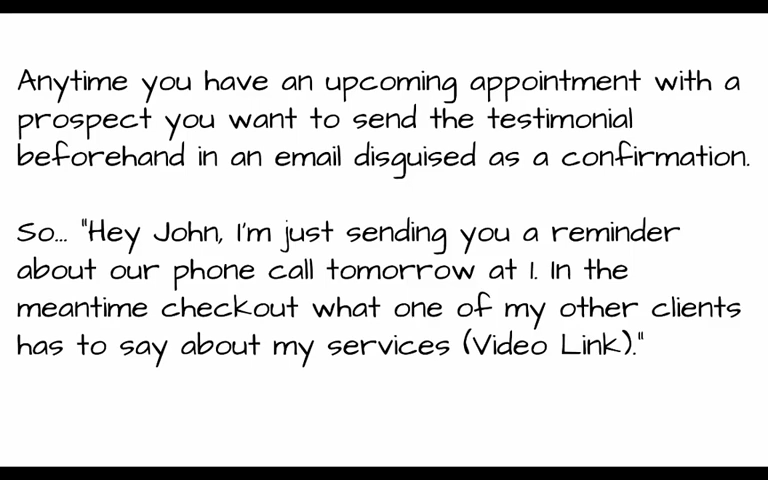 Anytime you have an upcoming appointment with a
prospect you want to send the testimonial
beforehand in an email disguised as a confirmation.
So... "Hey John, I'm just sending you a reminder
about our phone call tomorrow at 1. In the
meantime checkout what one of my other clients
has to say about my services (Video Link)."